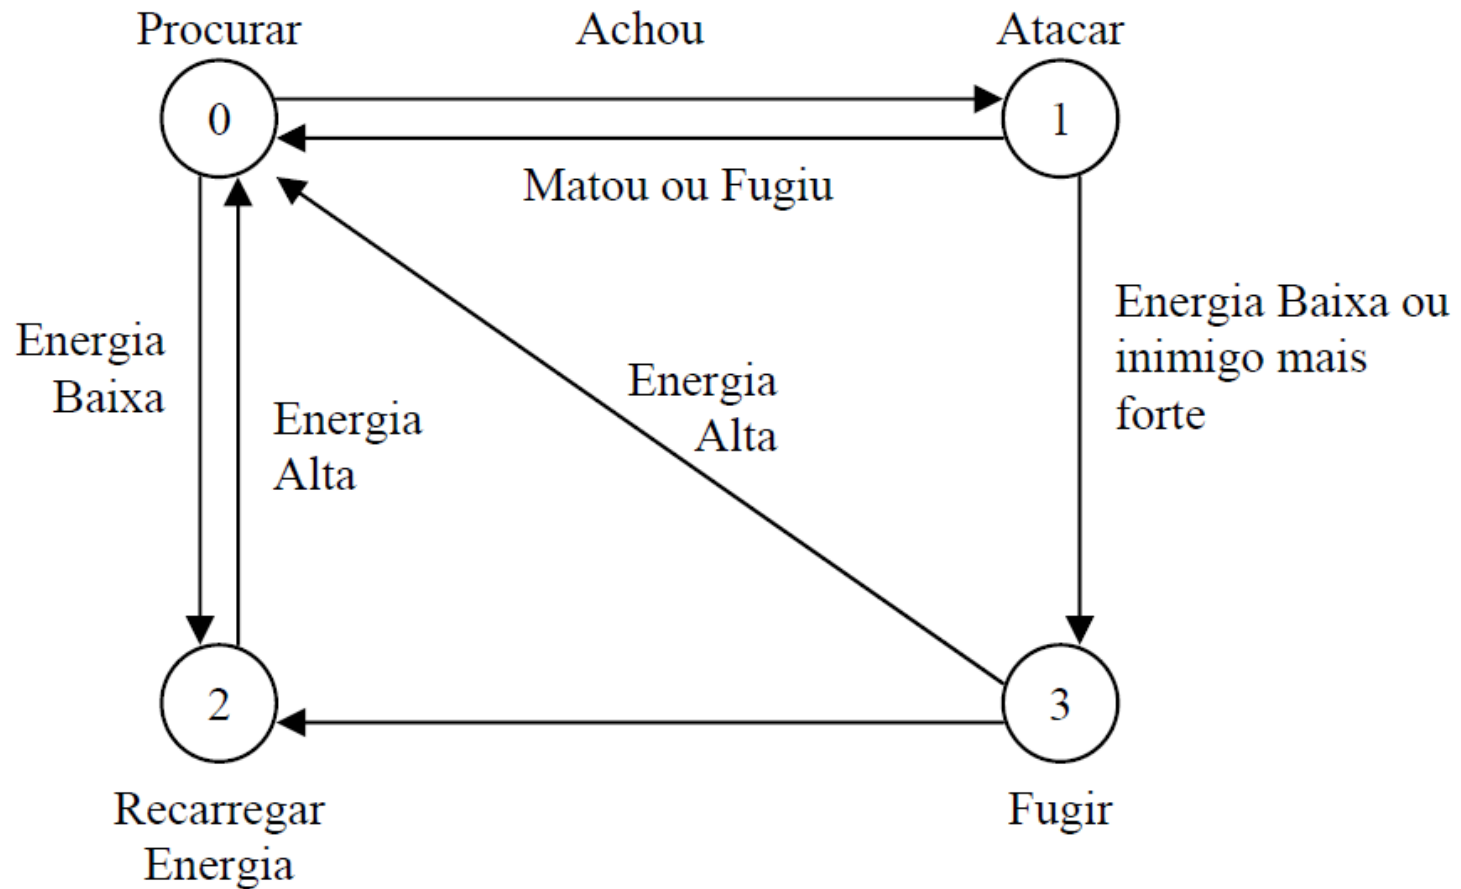 Procurar
Achou
Atacar
0
1
Matou ou Fugiu
Energia
Baixa
Energia
Alta
Energia
Alta
Energia Baixa ou
inimigo mais
forte
2
3
Recarregar
Energia
Fugir